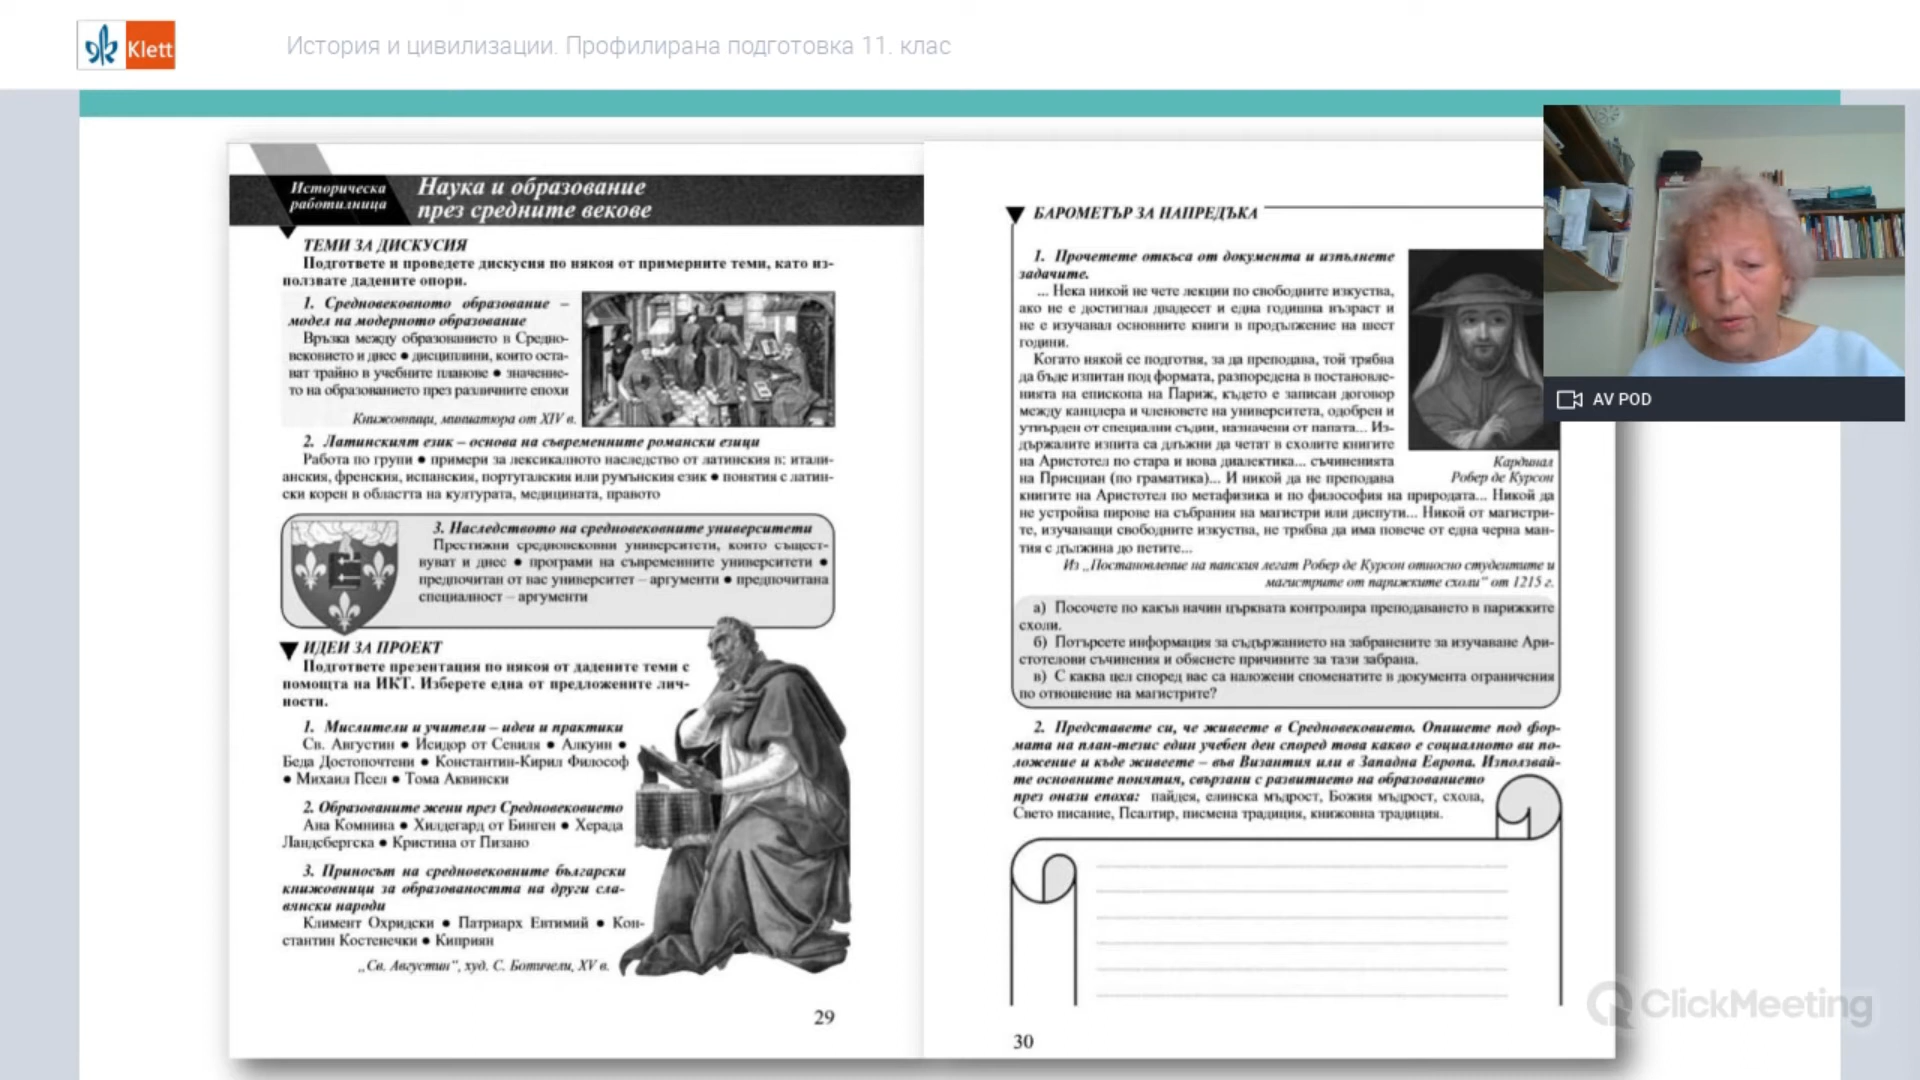 Klett
История и цивилизации. Профилирана подготовка 11. клас
Историческа
работилница
Наука и образование
през средните векове
ТЕМИ ЗА ДИСКУСИЯ
Подгответе и проведете дискусия по някоя от примерните теми, като из-
ползвате дадените опори.
1. Средновековното образование –
модел на модерното образование
Връзка между образованието в Средно-
вековието и днес ● дисциплини, които оста-
ват трайно в учебните планове ● значение-
то на образованието през различните епохи
Книжовници, миниатюра от XIV в.
2. Латинският език – основа на съвременните романски езици
Работа по групи ● примери за лексикалното наследство от латинския в: итали-
анския, френския, испанския, португалския или румънския език ● понятия с латин-
ски корен в областта на културата, медицината, правото
3. Наследството на средновековните университети
Престижни средновековни университети, които същест-
вуват и днес ● програми на съвременните университети ●
предпочитан от вас университет – аргументи ● предпочитана
специалност – аргументи
ИДЕИ ЗА ПРОЕКТ
Подгответе презентация по някоя от дадените теми с
помощта на ИКТ. Изберете една от предложените лич-
ности.
1. Мислители и учители – идеи и практики
Св. Августин ● Исидор от Севиля ● Алкуин ●
Беда Достопочтени ● Константин-Кирил Философ
● Михаил Псел ● Тома Аквински
2. Образованите жени през Средновековието
Ана Комнина ● Хилдегард от Бинген ● Херада
Ландсбергска ● Кристина от Пизано
3. Приносът на средновековните български
книжовници за образоваността на други сла-
вянски народи
Климент Охридски ● Патриарх Евтимий ● Кон-
стантин Костенечки ● Киприян
„Св. Августин“, худ. С. Ботичели, XV в.
29
БАРОМЕТЪР ЗА НАПРЕДЪКА
1. Прочетете откъса от документа и изпълнете
задачите.
... Нека никой не чете лекции по свободните изкуства,
ако не е достигнал двадесет и една годишна възраст и
не е изучавал основните книги в продължение на шест
години.
Когато някой се подготвя, за да преподава, той трябва
да бъде изпитан под формата, разпоредена в постановле-
нията на епископа на Париж, където е записан договор
между канцлера и членовете на университета, одобрен и
утвърден от специални съдии, назначени от папата... Из-
държалите изпита са длъжни да четат в схолите книгите
на Аристотел по стара и нова диалектика... съчиненията
на Присциан (по граматика)... И никой да не преподава
книгите на Аристотел по метафизика и по философия на природата... Никой да
не устройва пирове на събрания на магистри или диспути... Никой от магистри-
те, изучаващи свободните изкуства, не трябва да има повече от една черна ман-
тия с дължина до петите...
Кардинал
Робер де Курсон
Из „Постановление на папския легат Робер де Курсон относно студентите и
магистрите от парижките схоли“ от 1215 г.
а) Посочете по какъв начин църквата контролира преподаването в парижките
схоли.
б) Потърсете информация за съдържанието на забранените за изучаване Ари-
стотелови съчинения и обяснете причините за тази забрана.
в) С каква цел според вас са наложени споменатите в документа ограничения
по отношение на магистрите?
2. Представете си, че живеете в Средновековието. Опишете под фор-
мата на план-тезис един учебен ден според това какво е социалното ви по-
ложение и къде живеете – във Византия или в Западна Европа. Използвай-
те основните понятия, свързани с развитието на образованието
през онази епоха: пайдея, елинска мъдрост, Божия мъдрост, схола,
Свето писание, Псалтир, писмена традиция, книжовна традиция.
30
AV POD
ClickMeeting